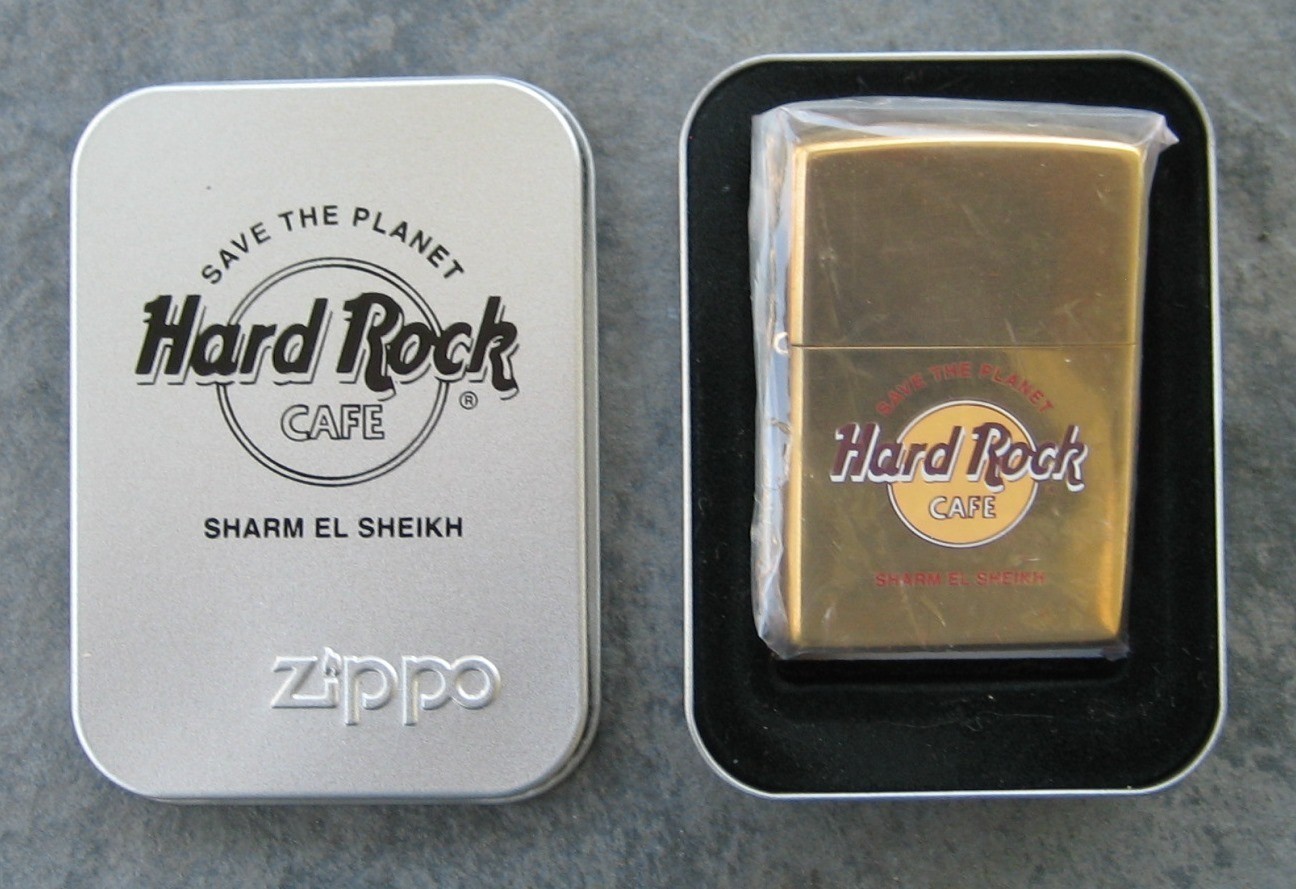 SAVE THE PLANET
Hard Rock
®
CAFE
SHARM EL SHEIKH
zippo
SAVE THE PLANET
Hard Rock
CAFE
SHARM EL SHEIKH